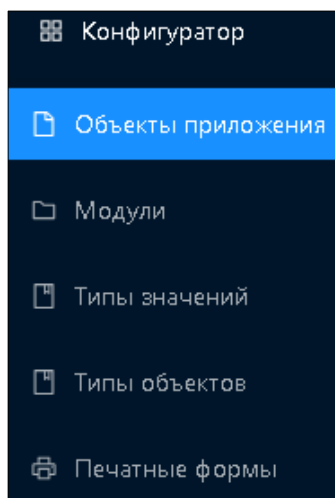 Конфигуратор
Объекты приложения
Модули
Типы значений
Типы объектов
Печатные формы